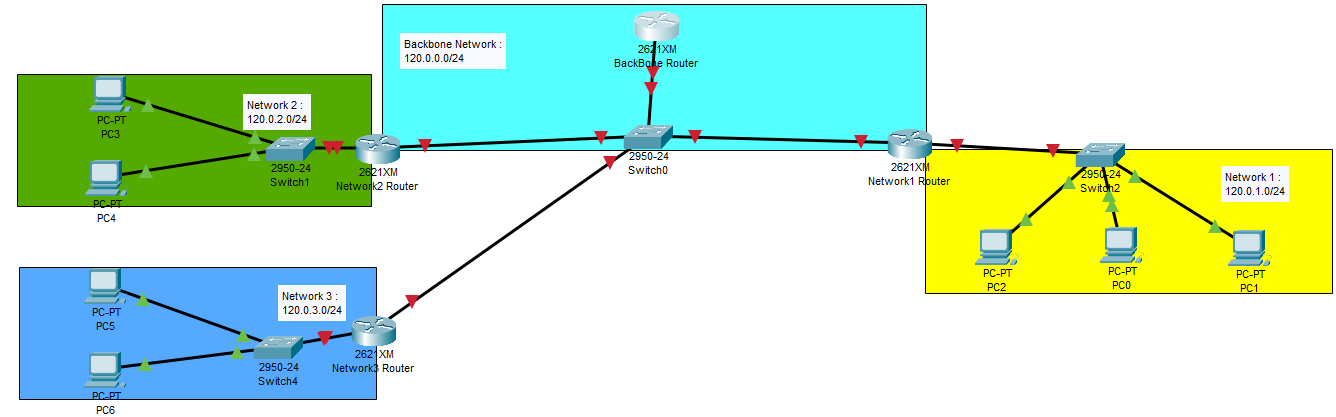 Backbone Network :
120.0.0.0/24
2621XM
BackBone Router
Network 2 :
120.0.2.0/24
PC-PT
PC3
2950-24
Switch1
2621XM
Network2 Router
PC-PT
PC4
2950-24
Switch0
2621XM
Network1 Router
2950-24
Switch2
Network 1 :
120.0.1.0/24
PC-PT
PC2
PC-PT
PC0
PC-PT
PC1
Network 3 :
120.0.3.0/24
PC-PT
PC5
2950-24
Switch4
2621XM
Network3 Router
PC-PT
PC6